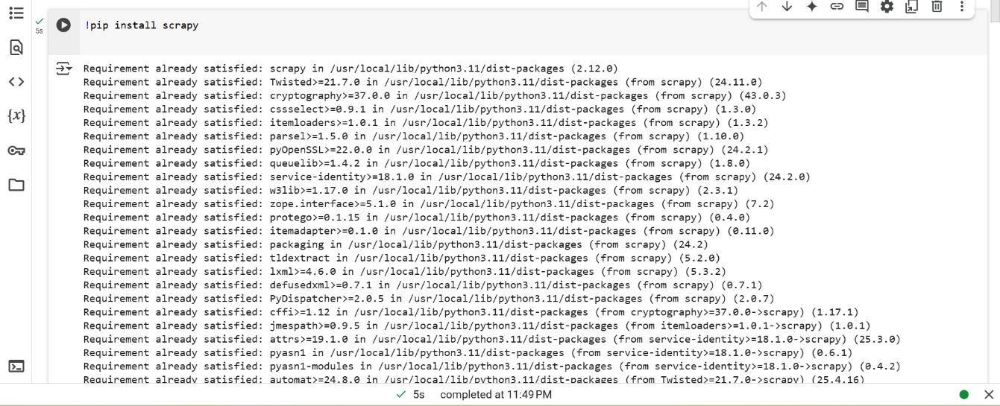 5s
!pip install scrapy
{x}
Requirement already satisfied: scrapy in /usr/local/lib/python3.11/dist-packages (2.12.0)
Requirement already satisfied: Twisted>=21.7.0 in /usr/local/lib/python3.11/dist-packages (from scrapy) (24.11.0)
Requirement already satisfied: cryptography>=37.0.0 in /usr/local/lib/python3.11/dist-packages (from scrapy) (43.0.3)
Requirement already satisfied: cssselect>=0.9.1 in /usr/local/lib/python3.11/dist-packages (from scrapy) (1.3.0)
Requirement already satisfied: itemloaders>=1.0.1 in /usr/local/lib/python3.11/dist-packages (from scrapy) (1.3.2)
Requirement already satisfied: parsel>=1.5.0 in /usr/local/lib/python3.11/dist-packages (from scrapy) (1.10.0)
Requirement already satisfied: pyOpenSSL>=22.0.0 in /usr/local/lib/python3.11/dist-packages (from scrapy) (24.2.1)
Requirement already satisfied: queuelib>=1.4.2 in /usr/local/lib/python3.11/dist-packages (from scrapy) (1.8.0)
Requirement already satisfied: service-identity>=18.1.0 in /usr/local/lib/python3.11/dist-packages (from scrapy) (24.2.0)
Requirement already satisfied: w3lib>=1.17.0 in /usr/local/lib/python3.11/dist-packages (from scrapy) (2.3.1)
Requirement already satisfied: zope.interface>=5.1.0 in /usr/local/lib/python3.11/dist-packages (from scrapy) (7.2)
Requirement already satisfied: protego>=0.1.15 in /usr/local/lib/python3.11/dist-packages (from scrapy) (0.4.0)
Requirement already satisfied: itemadapter>=0.1.0 in /usr/local/lib/python3.11/dist-packages (from scrapy) (0.11.0)
Requirement already satisfied: packaging in /usr/local/lib/python3.11/dist-packages (from scrapy) (24.2)
Requirement already satisfied: tldextract in /usr/local/lib/python3.11/dist-packages (from scrapy) (5.2.0)
Requirement already satisfied: lxml>=4.6.0 in /usr/local/lib/python3.11/dist-packages (from scrapy) (5.3.2)
Requirement already satisfied: defusedxml>=0.7.1 in /usr/local/lib/python3.11/dist-packages (from scrapy) (0.7.1)
Requirement already satisfied: PyDispatcher>=2.0.5 in /usr/local/lib/python3.11/dist-packages (from scrapy) (2.0.7)
Requirement already satisfied: cffi>=1.12 in /usr/local/lib/python3.11/dist-packages (from cryptography>=37.0.0->scrapy) (1.17.1)
Requirement already satisfied: jmespath>=0.9.5 in /usr/local/lib/python3.11/dist-packages (from itemloaders>=1.0.1->scrapy) (1.0.1)
Requirement already satisfied: attrs>=19.1.0 in /usr/local/lib/python3.11/dist-packages (from service-identity>=18.1.0->scrapy) (25.3.0)
Requirement already satisfied: pyasn1 in /usr/local/lib/python3.11/dist-packages (from service-identity>=18.1.0->scrapy) (0.6.1)
Requirement already satisfied: pyasn1-modules in /usr/local/lib/python3.11/dist-packages (from service-identity>=18.1.0->scrapy) (0.4.2)
Requirement already satisfied: automat>=24.8.0 in /usr/local/lib/python3.11/dist-packages (from Twisted>=21.7.0->scrapy) (25.4.16)
5s completed at 11:49 PM